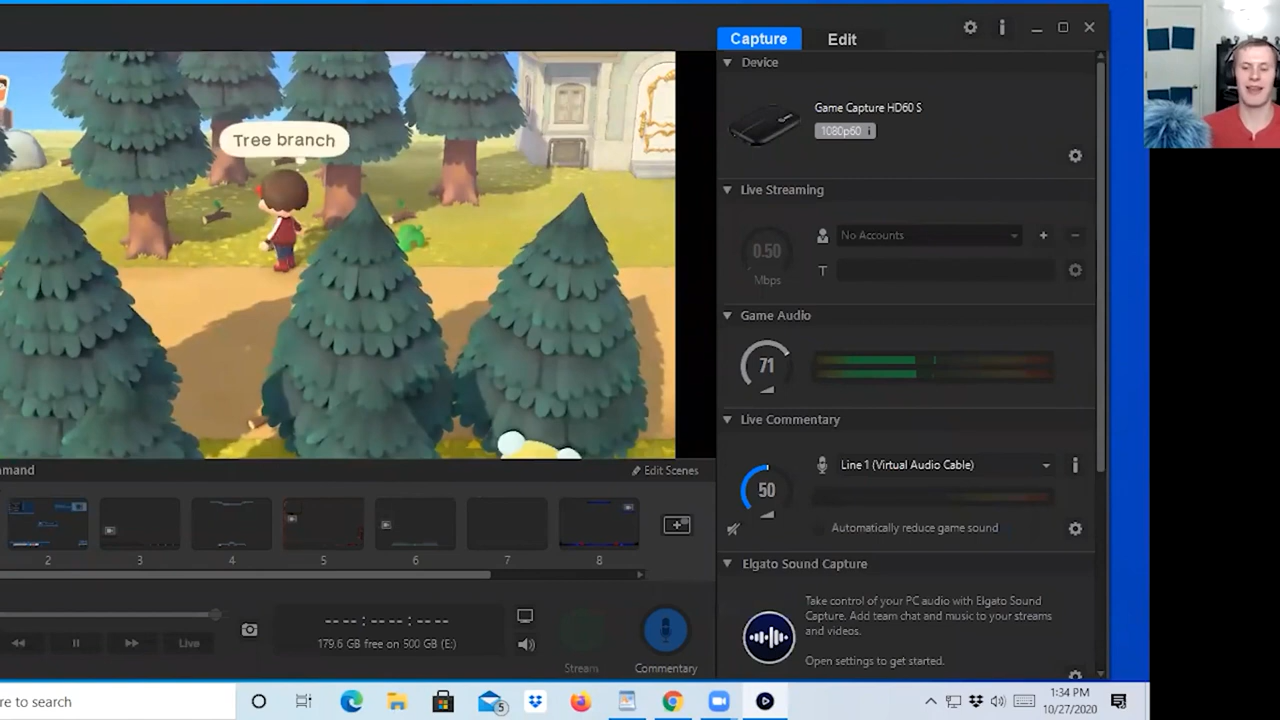 Capture
Edit
Device
Game Capture HD60 S
1080p60 i
Tree branch
Live Streaming
0.50
Mbps
No Accounts
T
Game Audio
71
Live Commentary
Line 1 (Virtual Audio Cable)
50
Automatically reduce game sound
mmand
Edit Scenes
2 3 4 5 6 7 8
Elgato Sound Capture
Take control of your PC audio with Elgato Sound
Capture. Add team chat and music to your streams
and videos.
Open settings to get started.
-- -- : -- -- : -- --
179.6 GB free on 500 GB (E:)
Live
Stream
Commentary
re to search
5
1:34 PM
10/27/2020